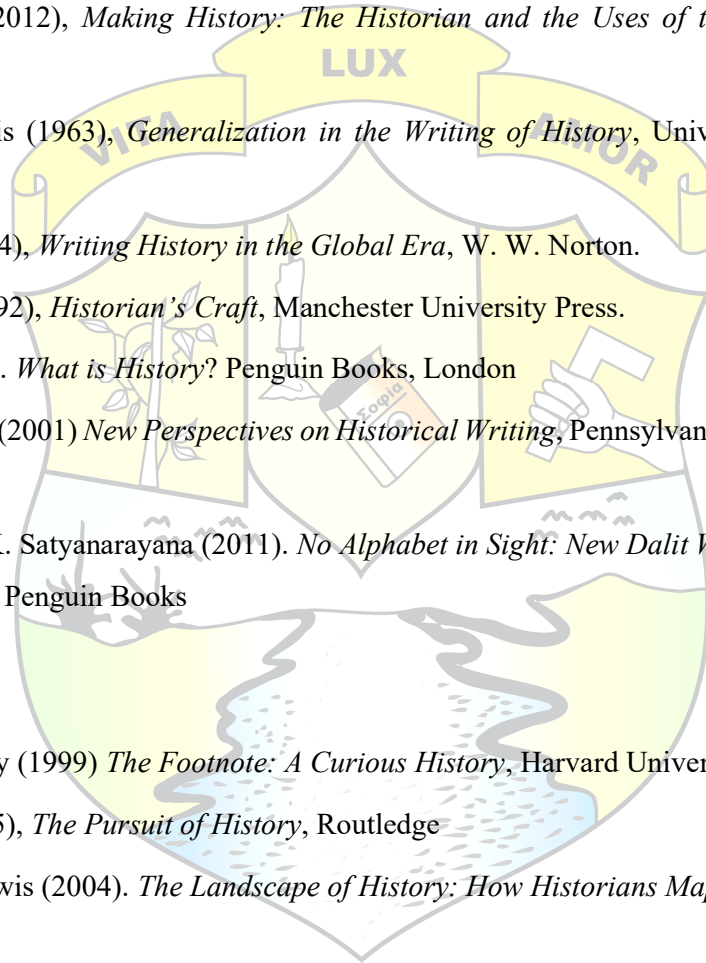 2012), Making History: The Historian and the Uses of t
LUX
VITA
AMOR
is (1963), Generalization in the Writing of History, Univ
4), Writing History in the Global Era, W. W. Norton.
92), Historian's Craft, Manchester University Press.
. What is History? Penguin Books, London
Σοφία
(2001) New Perspectives on Historical Writing, Pennsylvan
K. Satyanarayana (2011). No Alphabet in Sight: New Dalit W
Penguin Books
y (1999) The Footnote: A Curious History, Harvard Univer
5), The Pursuit of History, Routledge
wis (2004). The Landscape of History: How Historians Map